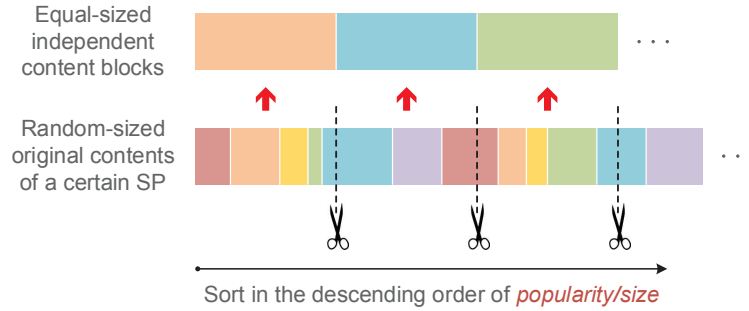 Equal-sized
independent
content blocks
. . .
Random-sized
original contents
of a certain SP
. .
Sort in the descending order of popularity/size